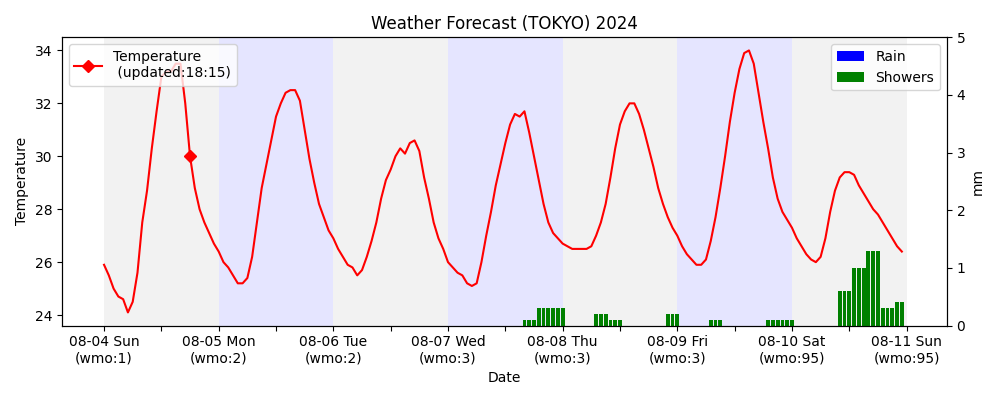 Weather Forecast (TOKYO) 2024
Temperature
(updated:18:15)
Rain
Showers
34
32
30
28
26
24
Temperature
5
4
3
2
1
0
mm
08-04 Sun
(wmo:1)
08-05 Mon
(wmo:2)
08-06 Tue
(wmo:2)
08-07 Wed
(wmo:3)
08-08 Thu
(wmo:3)
08-09 Fri
(wmo:3)
08-10 Sat
(wmo:95)
08-11 Sun
(wmo:95)
Date